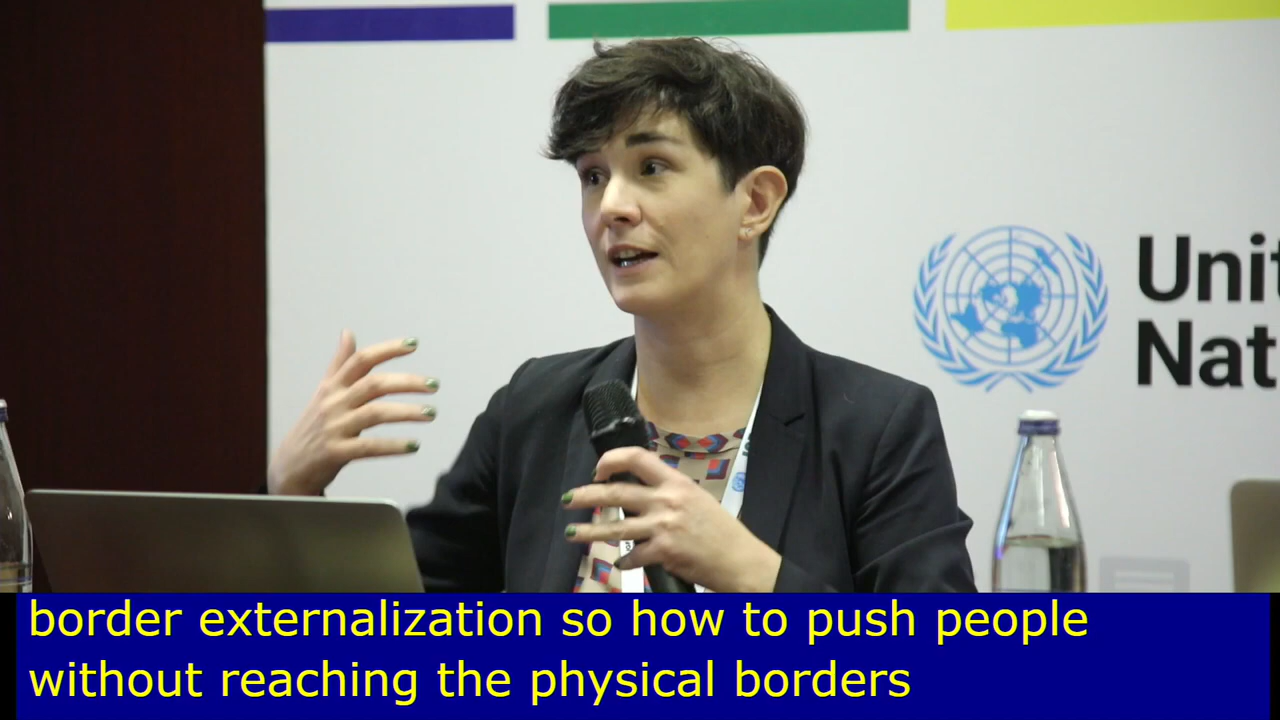 Unit
Nat
border externalization so how to push people
without reaching the physical borders